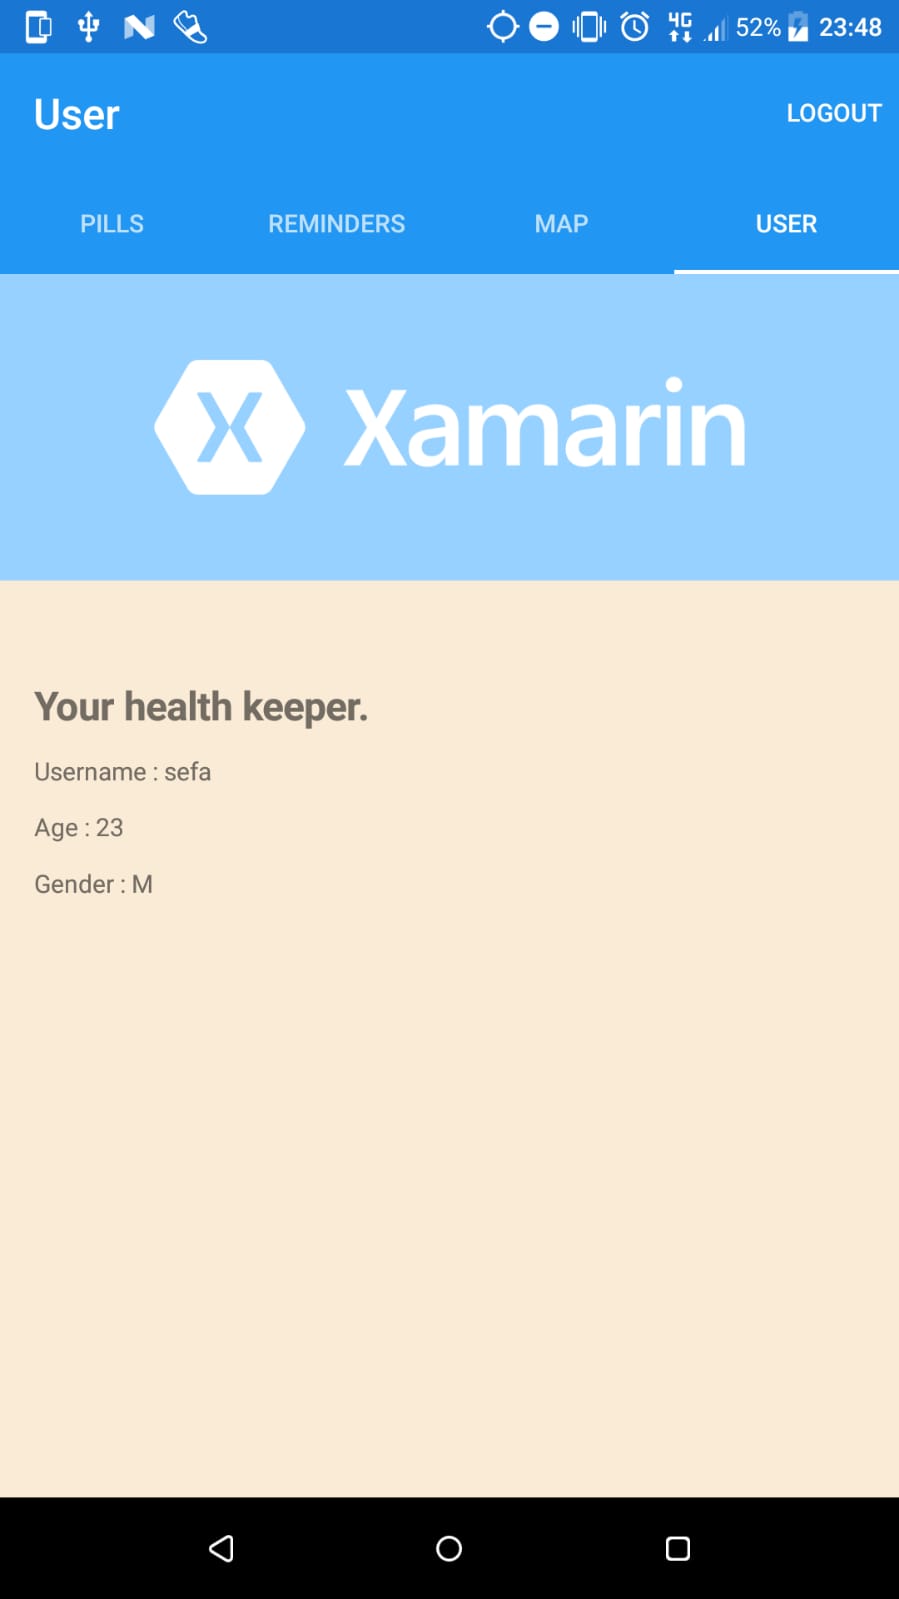 4G 52% 23:48
User LOGOUT
PILLS REMINDERS MAP USER
X Xamarin
Your health keeper.
Username : sefa
Age : 23
Gender : M